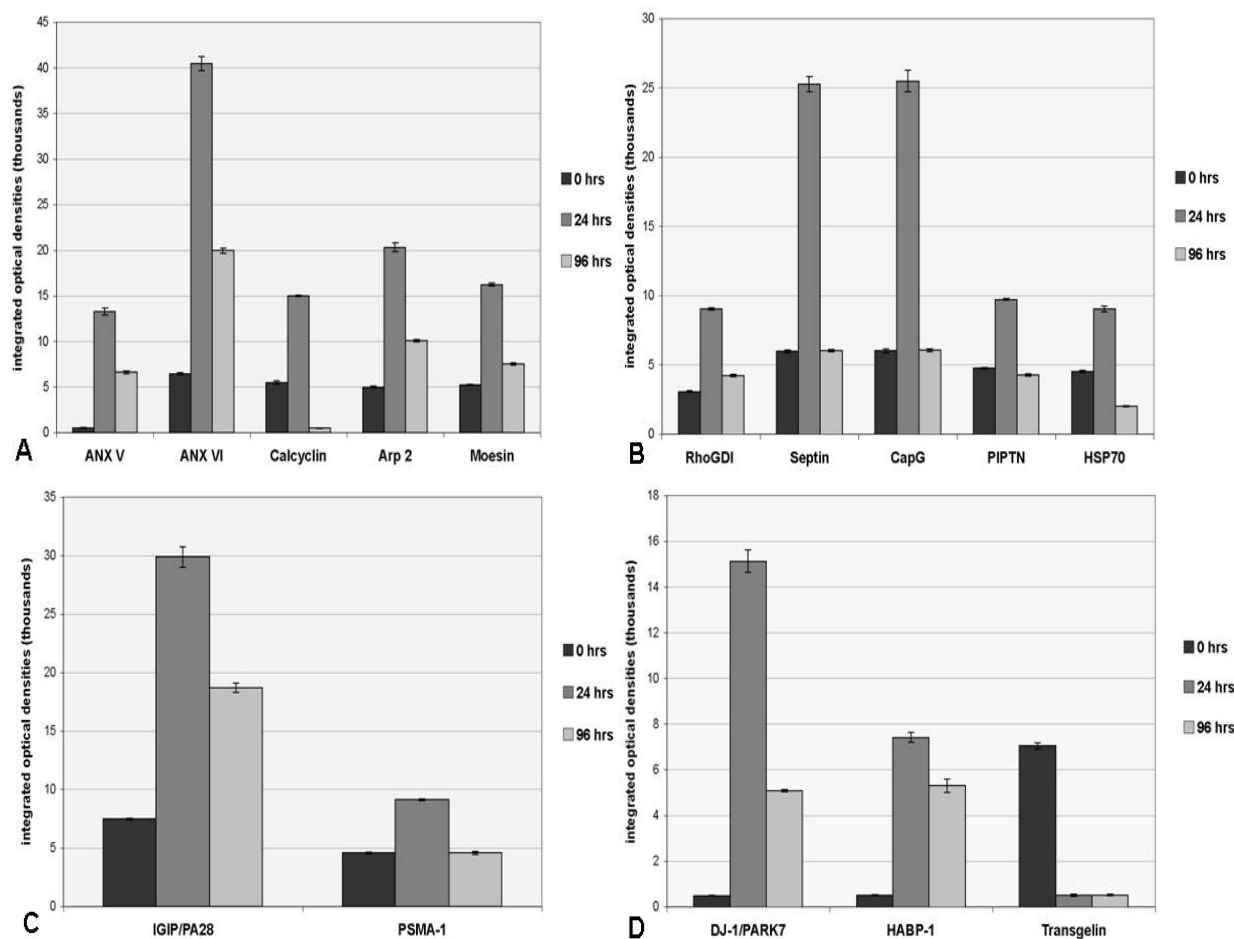 integrated optical densities (thousands)
45
40
35
30
25
20
15
10
5
0
ANX V ANX VI Calcyclin Arp 2 Moesin
0 hrs
24 hrs
96 hrs
A
integrated optical densities (thousands)
30
25
20
15
10
5
0
RhoGDI Septin CapG PIPTN HSP70
0 hrs
24 hrs
96 hrs
B
integrated optical densities (thousands)
35
30
25
20
15
10
5
0
IGIP/PA28 PSMA-1
0 hrs
24 hrs
96 hrs
C
integrated optical densities (thousands)
18
16
14
12
10
8
6
4
2
0
DJ-1/PARK7 HABP-1 Transgelin
0 hrs
24 hrs
96 hrs
D